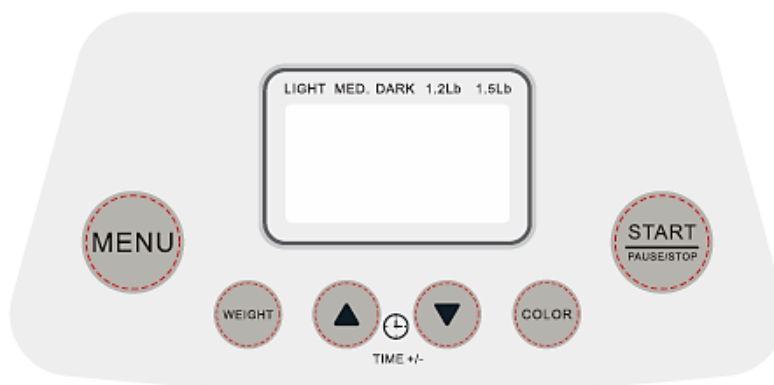 LIGHT MED. DARK 1.2Lb 1.5Lb
MENU
START
PAUSE/STOP
WEIGHT
COLOR
TIME +/-